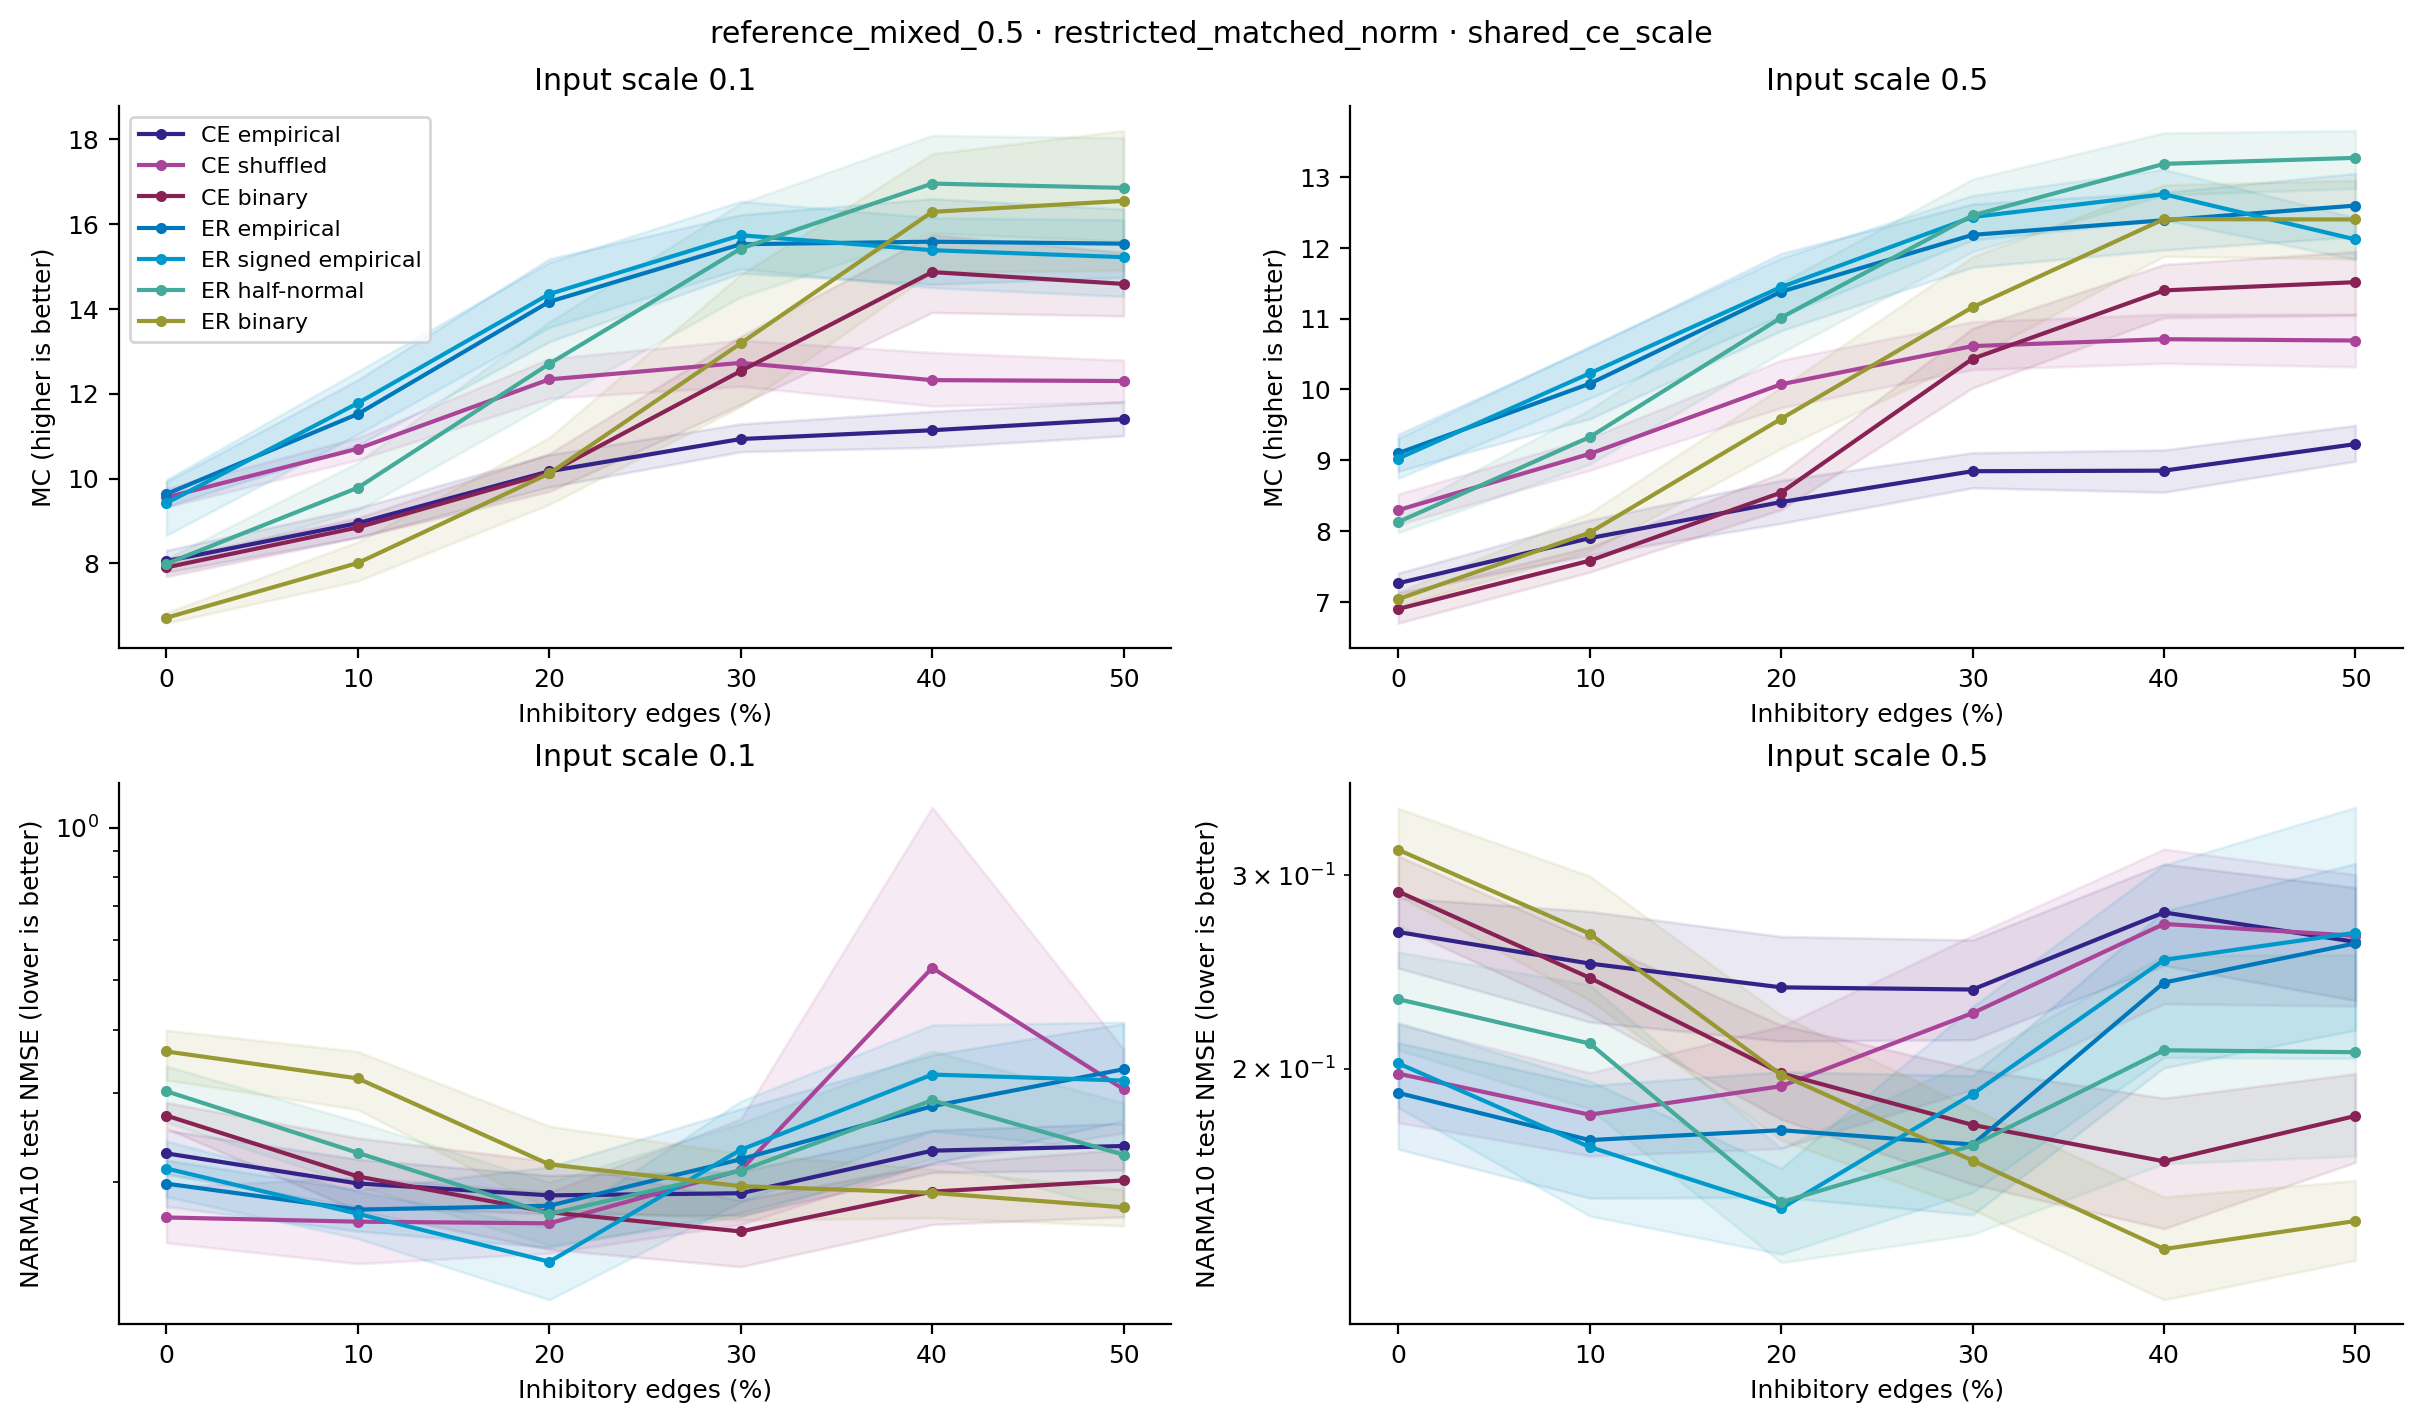 reference_mixed_0.5 · restricted_matched_norm · shared_ce_scale
Input scale 0.1
MC (higher is better)
18
16
14
12
10
8
CE empirical
CE shuffled
CE binary
ER empirical
ER signed empirical
ER half-normal
ER binary
0 10 20 30 40 50
Inhibitory edges (%)
Input scale 0.5
MC (higher is better)
13
12
11
10
9
8
7
0 10 20 30 40 50
Inhibitory edges (%)
Input scale 0.1
NARMA10 test NMSE (lower is better)
10⁰
0 10 20 30 40 50
Inhibitory edges (%)
Input scale 0.5
NARMA10 test NMSE (lower is better)
3 × 10⁻¹
2 × 10⁻¹
0 10 20 30 40 50
Inhibitory edges (%)